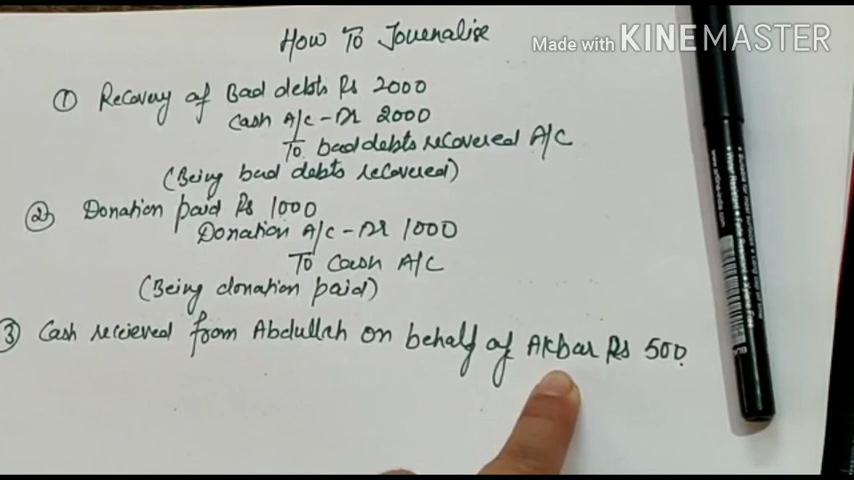 How To Journalise
Made with KINEMASTER
① Recovery of Bad debts Rs 2000
Cash A/c - Dr 2000
To bad debts recovered A/C
(Being bad debts recovered)
② Donation paid Rs 1000
Donation A/C - Dr 1000
To Cash A/C
(Being donation paid)
③ Cash recieved from Abdullah on behalf of Akbar Rs 500.